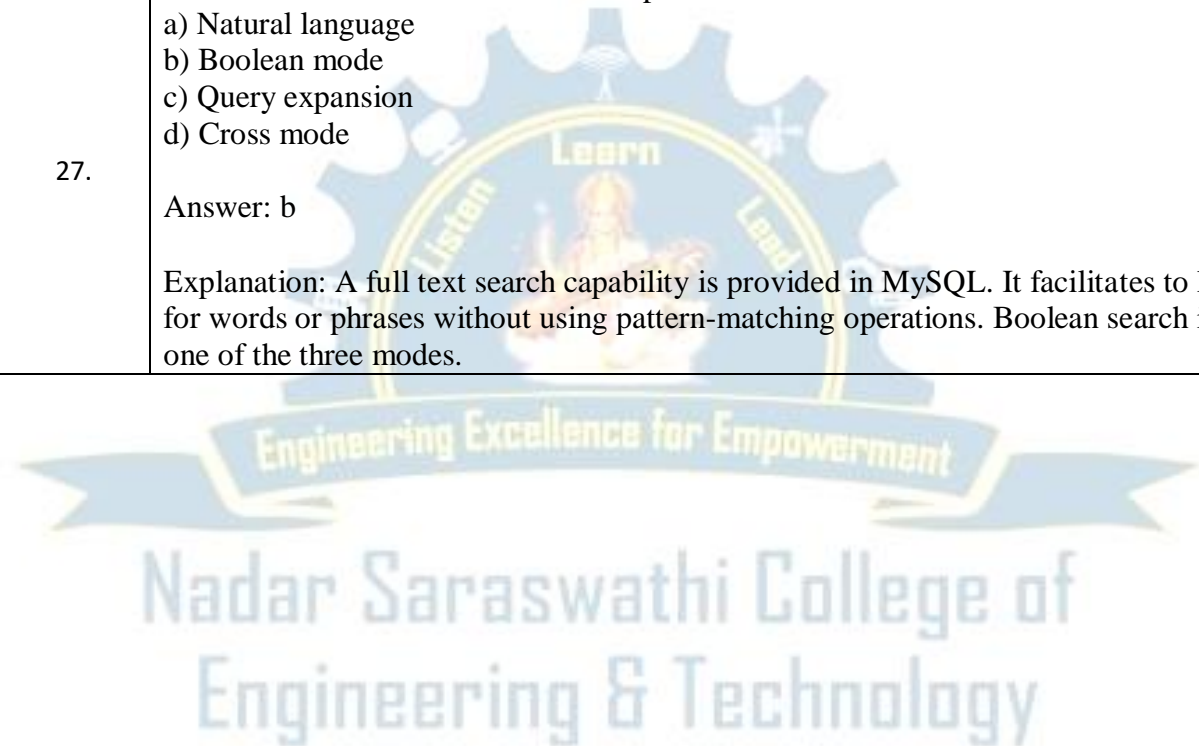 a) Natural language
b) Boolean mode
c) Query expansion
d) Cross mode
27.
Answer: b
Explanation: A full text search capability is provided in MySQL. It facilitates to
for words or phrases without using pattern-matching operations. Boolean search
one of the three modes.
Learn
Listen
Lead
Engineering Excellence for Empowerment
Nadar Saraswathi College of
Engineering & Technology